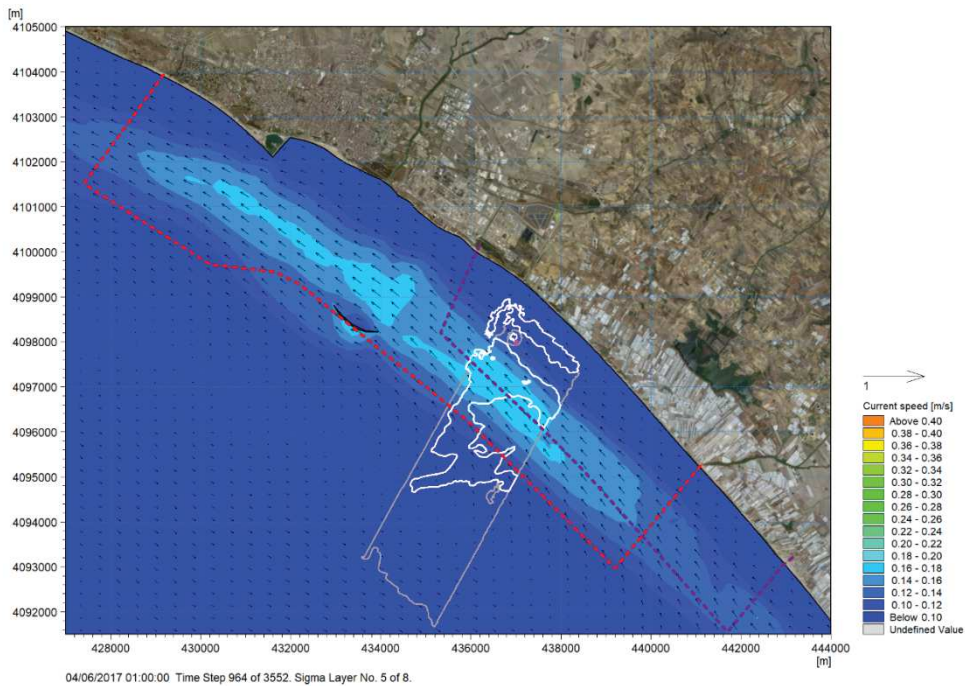 [m]
4105000
4104000
4103000
4102000
4101000
4100000
4099000
4098000
4097000
4096000
4095000
4094000
4093000
4092000
428000 430000 432000 434000 436000 438000 440000 442000 444000
[m]
1
Current speed [m/s]
Above 0.40
0.38 - 0.40
0.36 - 0.38
0.34 - 0.36
0.32 - 0.34
0.30 - 0.32
0.28 - 0.30
0.26 - 0.28
0.24 - 0.26
0.22 - 0.24
0.20 - 0.22
0.18 - 0.20
0.16 - 0.18
0.14 - 0.16
0.12 - 0.14
0.10 - 0.12
Below 0.10
Undefined Value
04/06/2017 01:00:00 Time Step 964 of 3552. Sigma Layer No. 5 of 8.